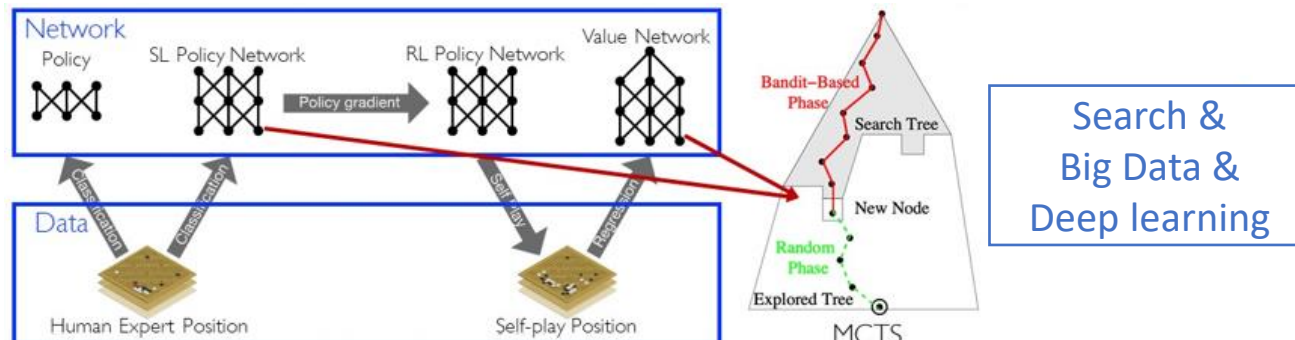 Network
Policy
SL Policy Network
RL Policy Network
Value Network
Policy gradient
Classification
Classification
Self Play
Regression
Data
Human Expert Position
Self-play Position
Bandit-Based
Phase
Search Tree
New Node
Random
Phase
Explored Tree
MCTS
Search &
Big Data &
Deep learning